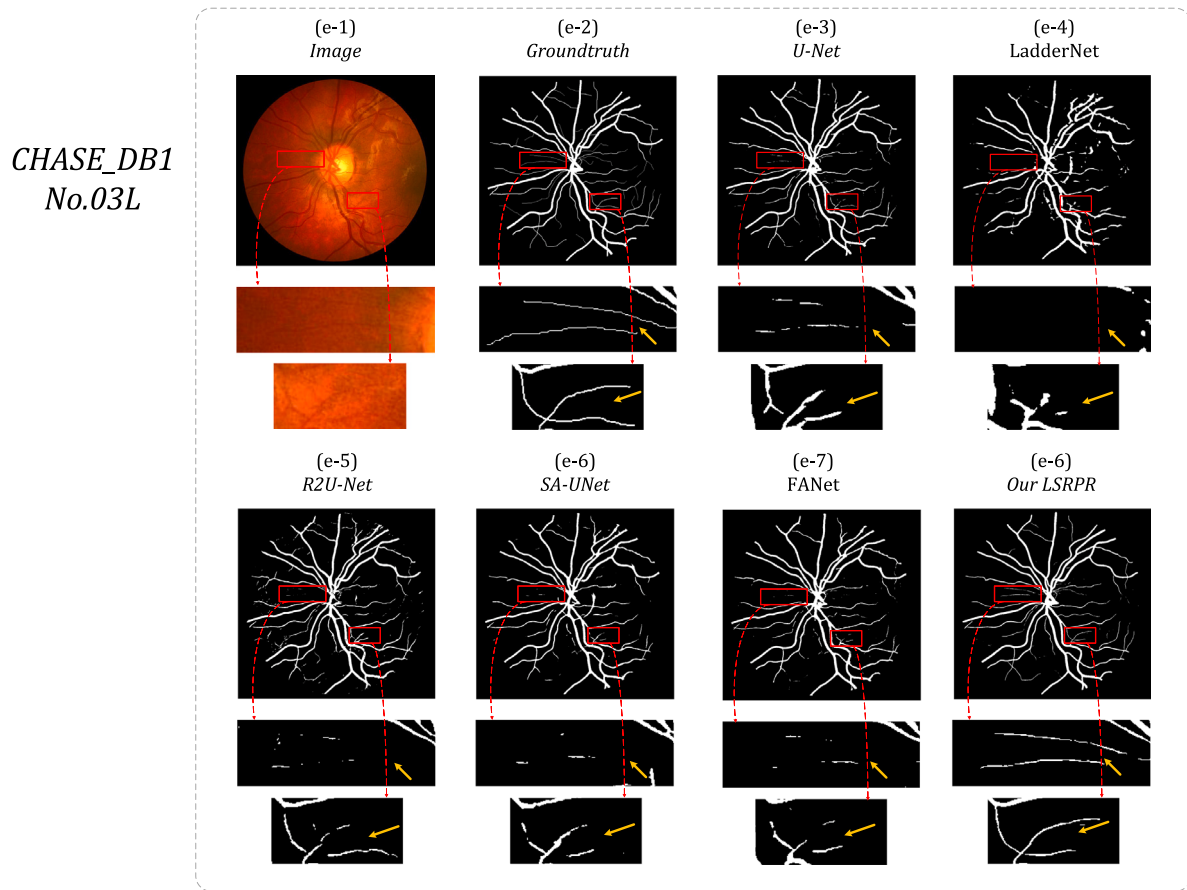 (e-1)
Image
(e-2)
Groundtruth
(e-3)
U-Net
(e-4)
LadderNet
CHASE_DB1
No.03L
(e-5)
R2U-Net
(e-6)
SA-UNet
(e-7)
FANet
(e-6)
Our LSRPR